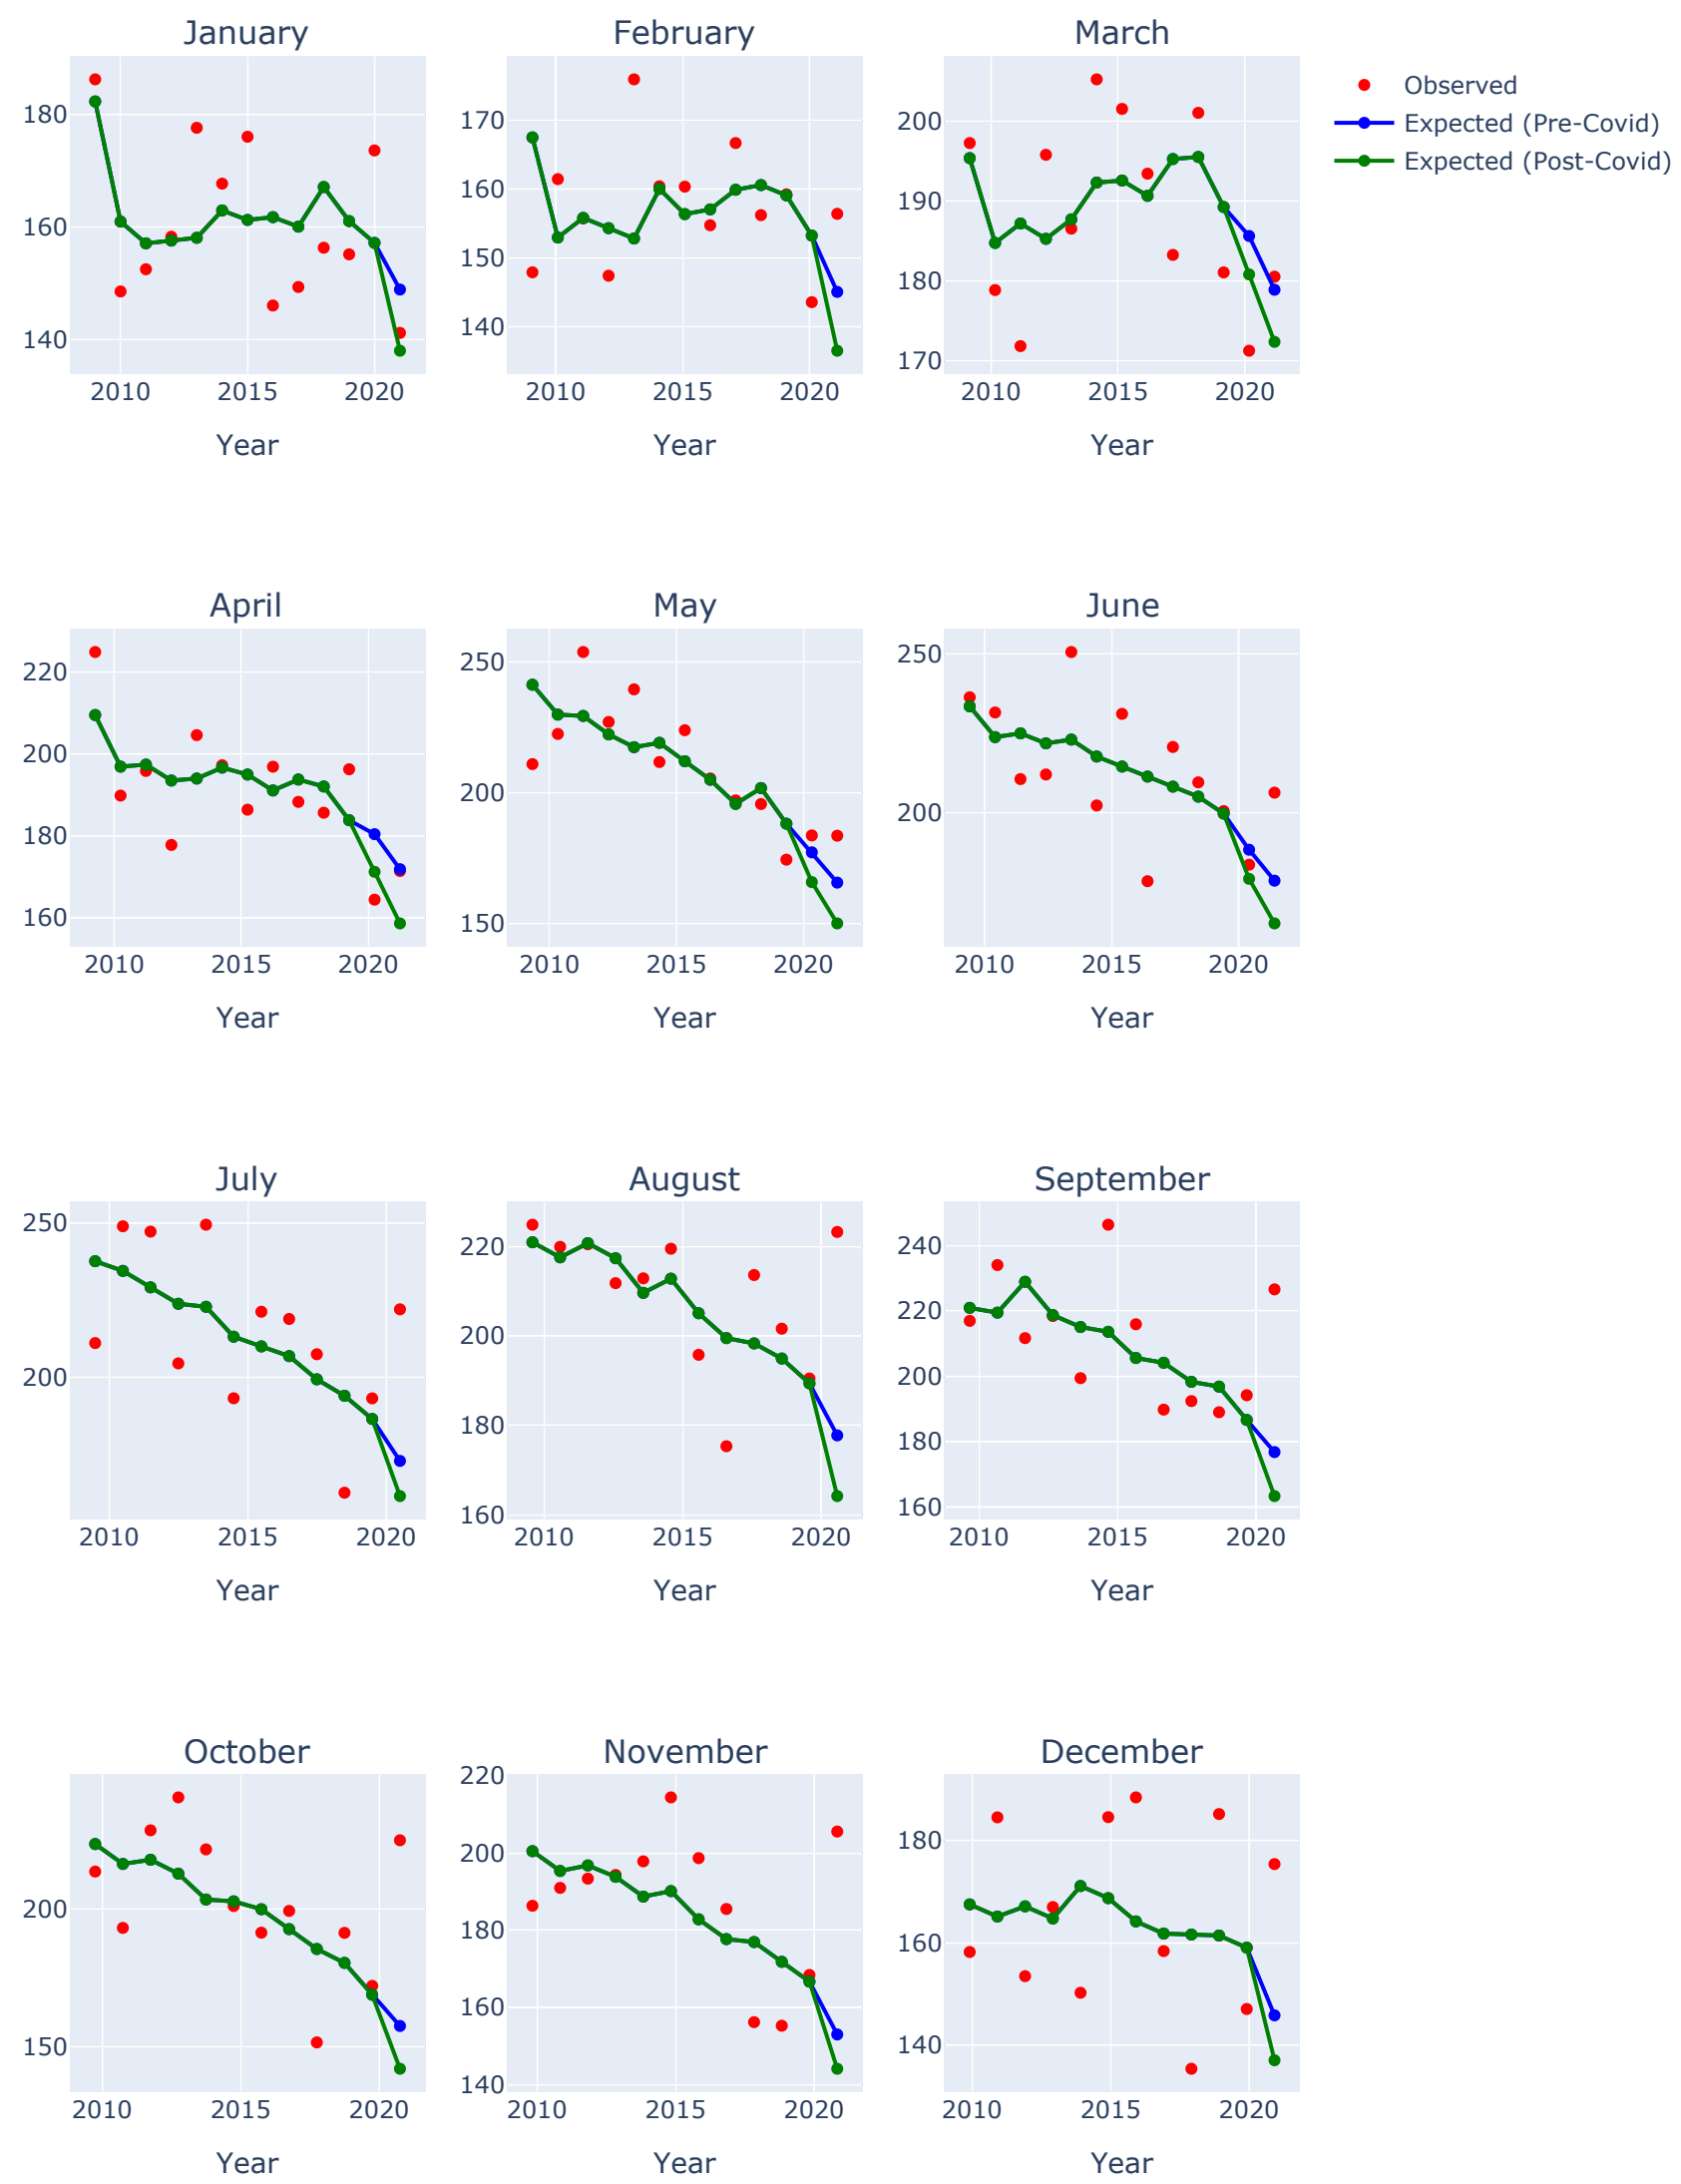 January
February
March
180
160
140
2010
2015
2020
Year
170
160
150
140
2010
2015
2020
Year
200
190
180
170
2010
2015
2020
Year
Observed
Expected (Pre-Covid)
Expected (Post-Covid)
April
May
June
220
200
180
160
2010
2015
2020
Year
250
200
150
2010
2015
2020
Year
250
200
2010
2015
2020
Year
July
August
September
250
200
2010
2015
2020
Year
220
200
180
160
2010
2015
2020
Year
240
220
200
180
160
2010
2015
2020
Year
October
November
December
200
150
2010
2015
2020
Year
220
200
180
160
140
2010
2015
2020
Year
180
160
140
2010
2015
2020
Year